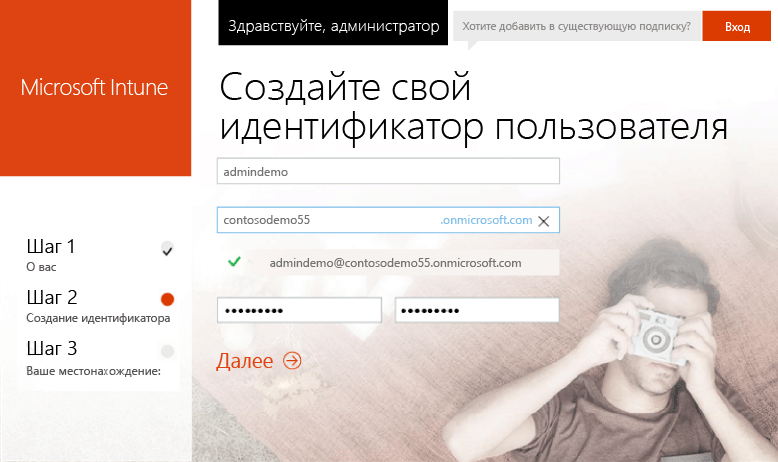 Здравствуйте, администратор
Хотите добавить в существующую подписку?
Вход
Microsoft Intune
Создайте свой
идентификатор пользователя
admindemo
contosodemo55
.onmicrosoft.com
admindemo@contosodemo55.onmicrosoft.com
•••••••••
•••••••••
Далее
Шаг 1
О вас
Шаг 2
Создание идентификатора
Шаг 3
Ваше местонахождение: